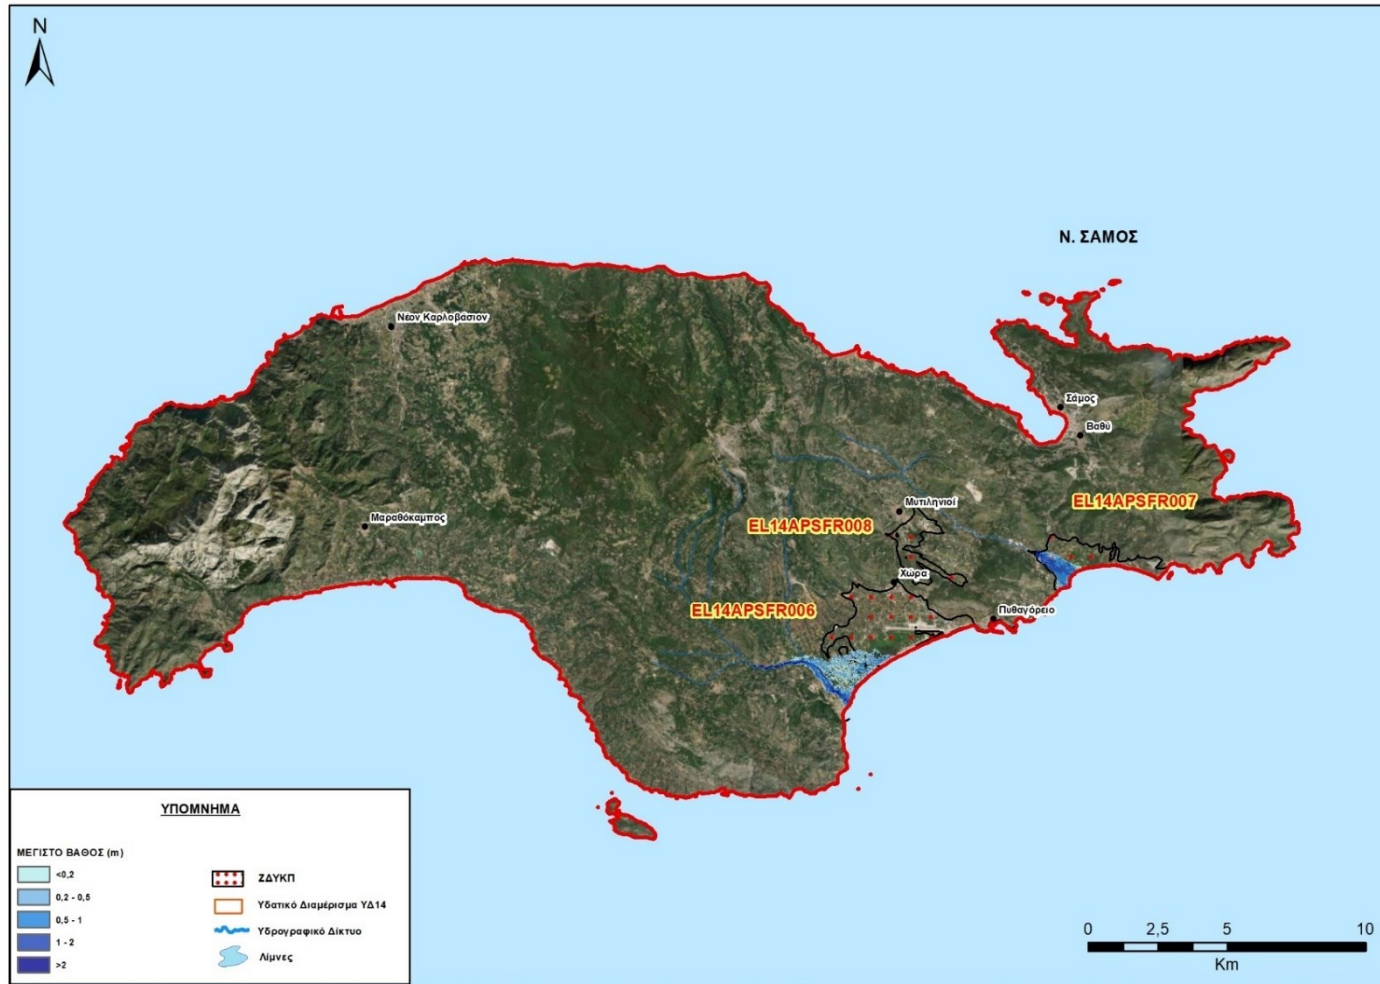 N
Ν. ΣΑΜΟΣ
Νέον Καρλοβάσιον
Σάμος
Βαθύ
Μυτιληνιοί
EL14APSFR007
Μαραθόκαμπος
EL14APSFR008
Χώρα
EL14APSFR006
Πυθαγόρειο
ΥΠΟΜΝΗΜΑ
ΜΕΓΙΣΤΟ ΒΑΘΟΣ (m)
<0,2
0,2 - 0,5
0,5 - 1
1 - 2
>2
ΖΔΥΚΠ
Υδατικό Διαμέρισμα ΥΔ14
Υδρογραφικό Δίκτυο
Λίμνες
0 2,5 5 10
Km